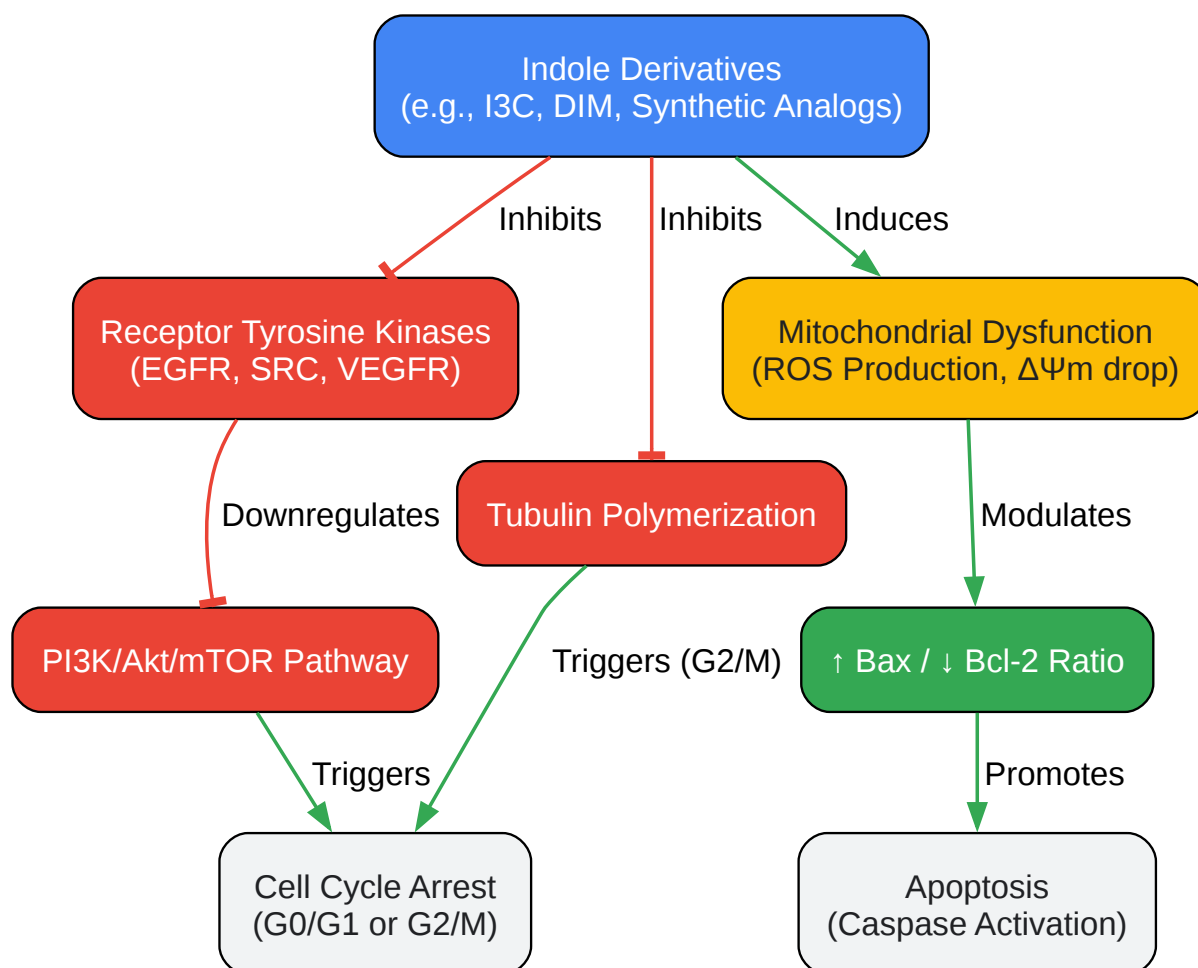 Indole Derivatives
(e.g., I3C, DIM, Synthetic Analogs)
Inhibits
Inhibits
Induces
Receptor Tyrosine Kinases
(EGFR, SRC, VEGFR)
Mitochondrial Dysfunction
(ROS Production, ΔΨm drop)
Downregulates
Tubulin Polymerization
Modulates
PI3K/Akt/mTOR Pathway
Triggers (G2/M)
↑ Bax / ↓ Bcl-2 Ratio
Triggers
Promotes
Cell Cycle Arrest
(G0/G1 or G2/M)
Apoptosis
(Caspase Activation)